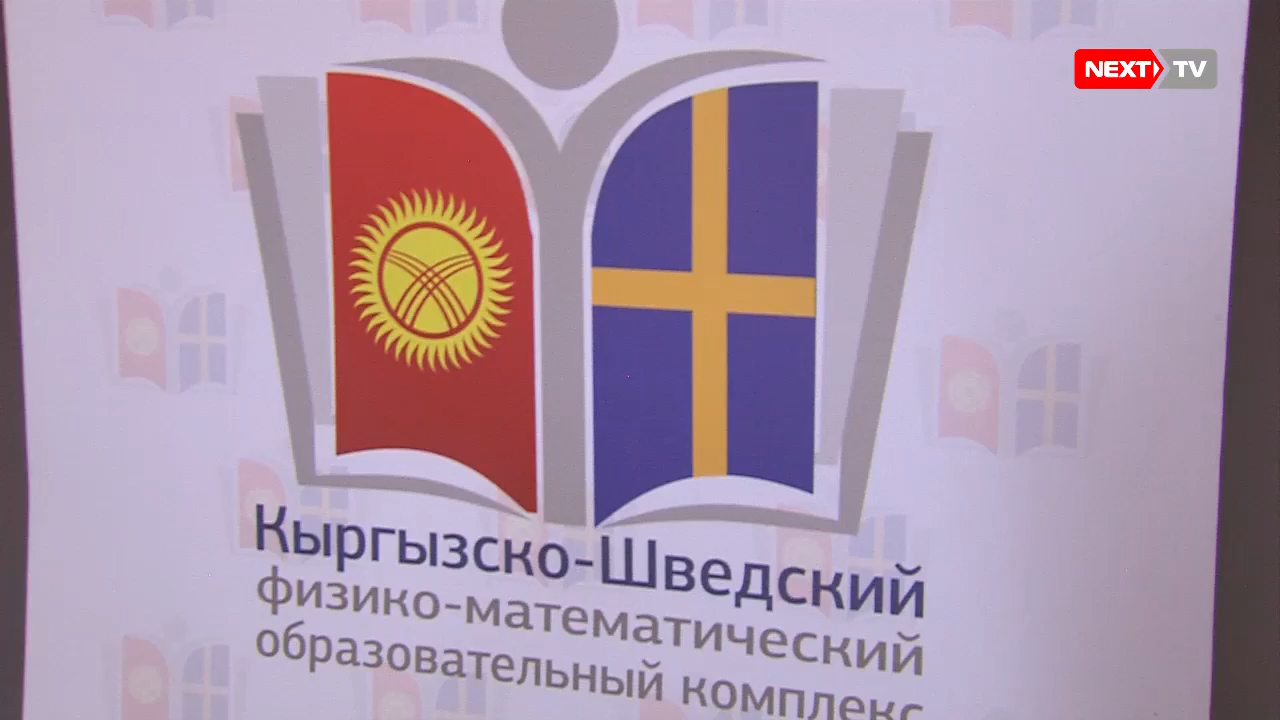 NEXT TV
Кыргызско-Шведский
физико-математический
образовательный комплекс